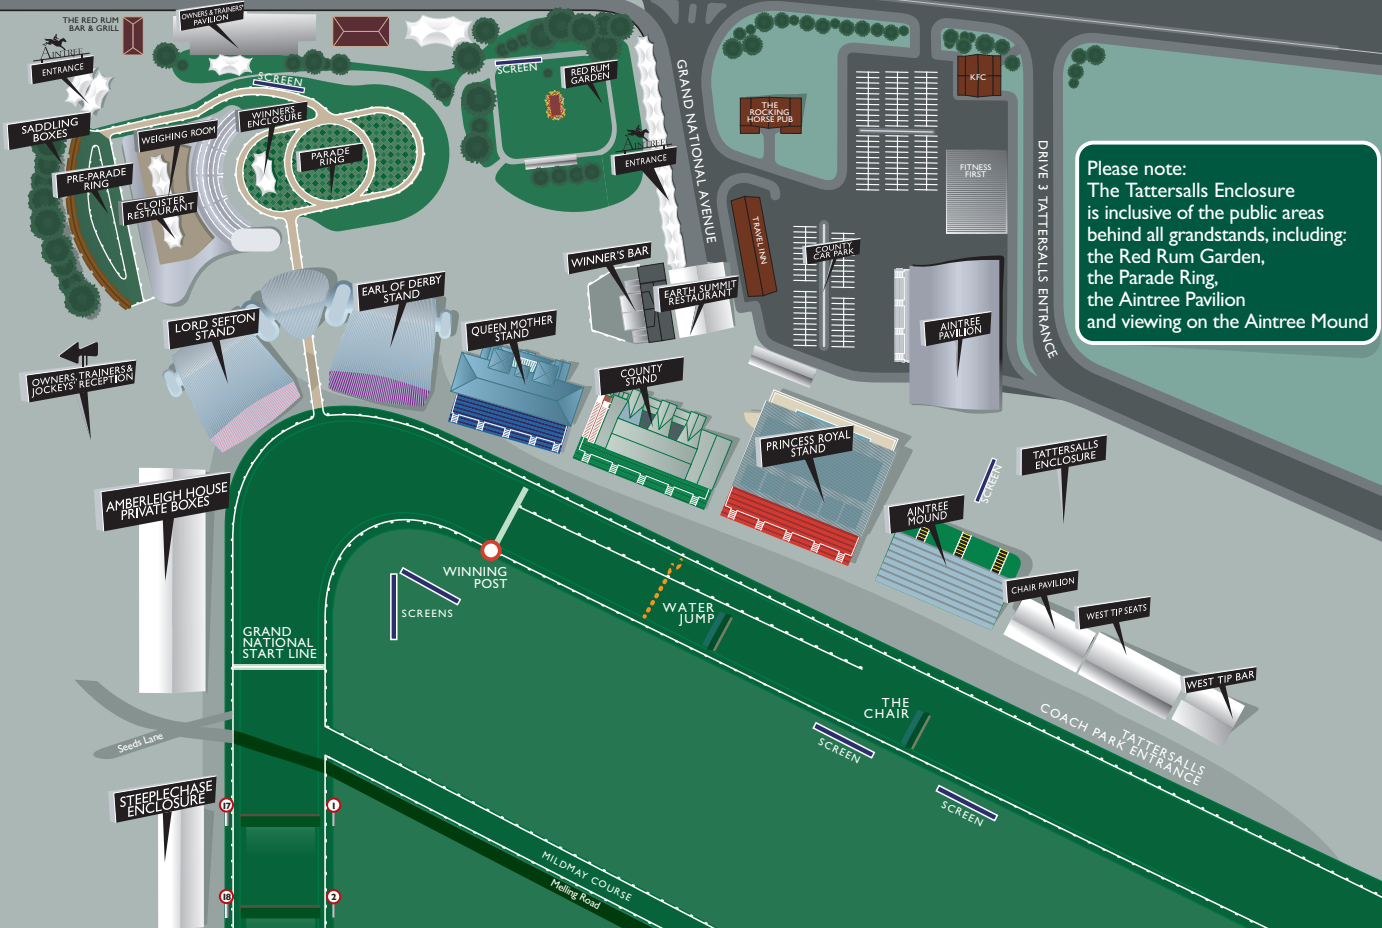 THE RED RUM
BAR & GRILL
OWNERS & TRAINERS'
PAVILION
AINTREE
ENTRANCE
SCREEN
SCREEN
RED RUM
GARDEN
GRAND NATIONAL AVENUE
THE
ROCKING
HORSE PUB
KFC
FITNESS
FIRST
DRIVE 3 TATTERSALLS ENTRANCE
Please note:
The Tattersalls Enclosure
is inclusive of the public areas
behind all grandstands, including:
the Red Rum Garden,
the Parade Ring,
the Aintree Pavilion
and viewing on the Aintree Mound
SADDLING
BOXES
WEIGHING ROOM
WINNERS
ENCLOSURE
PARADE
RING
PRE-PARADE
RING
CLOISTER
RESTAURANT
AINTREE
ENTRANCE
TRAVEL INN
COUNTY
CAR PARK
WINNER'S BAR
EARTH SUMMIT
RESTAURANT
AINTREE
PAVILION
LORD SEFTON
STAND
EARL OF DERBY
STAND
QUEEN MOTHER
STAND
COUNTY
STAND
OWNERS, TRAINERS &
JOCKEYS' RECEPTION
PRINCESS ROYAL
STAND
TATTERSALLS
ENCLOSURE
SCREEN
AMBERLEIGH HOUSE
PRIVATE BOXES
AINTREE
MOUND
WINNING
POST
SCREENS
WATER
JUMP
CHAIR PAVILION
WEST TIP SEATS
WEST TIP BAR
GRAND
NATIONAL
START LINE
THE
CHAIR
SCREEN
SCREEN
TATTERSALLS
COACH PARK ENTRANCE
Seeds Lane
STEEPLECHASE
ENCLOSURE
17
1
18
2
MILDMAY COURSE
Melling Road